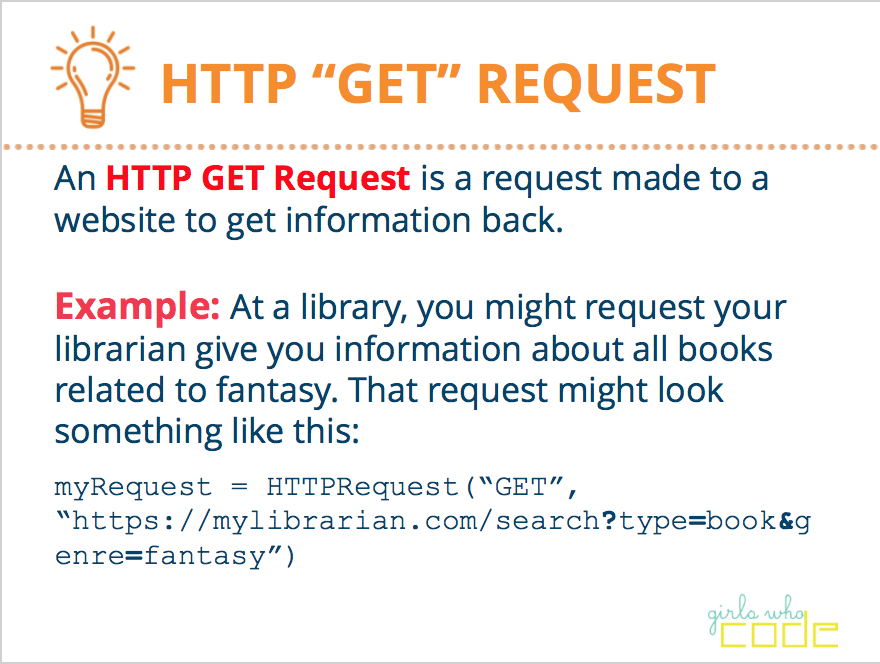 HTTP “GET” REQUEST
An HTTP GET Request is a request made to a
website to get information back.
Example: At a library, you might request your
librarian give you information about all books
related to fantasy. That request might look
something like this:
myRequest = HTTPRequest(“GET”,
“https://mylibrarian.com/search?type=book&g
enre=fantasy”)
girls who
code